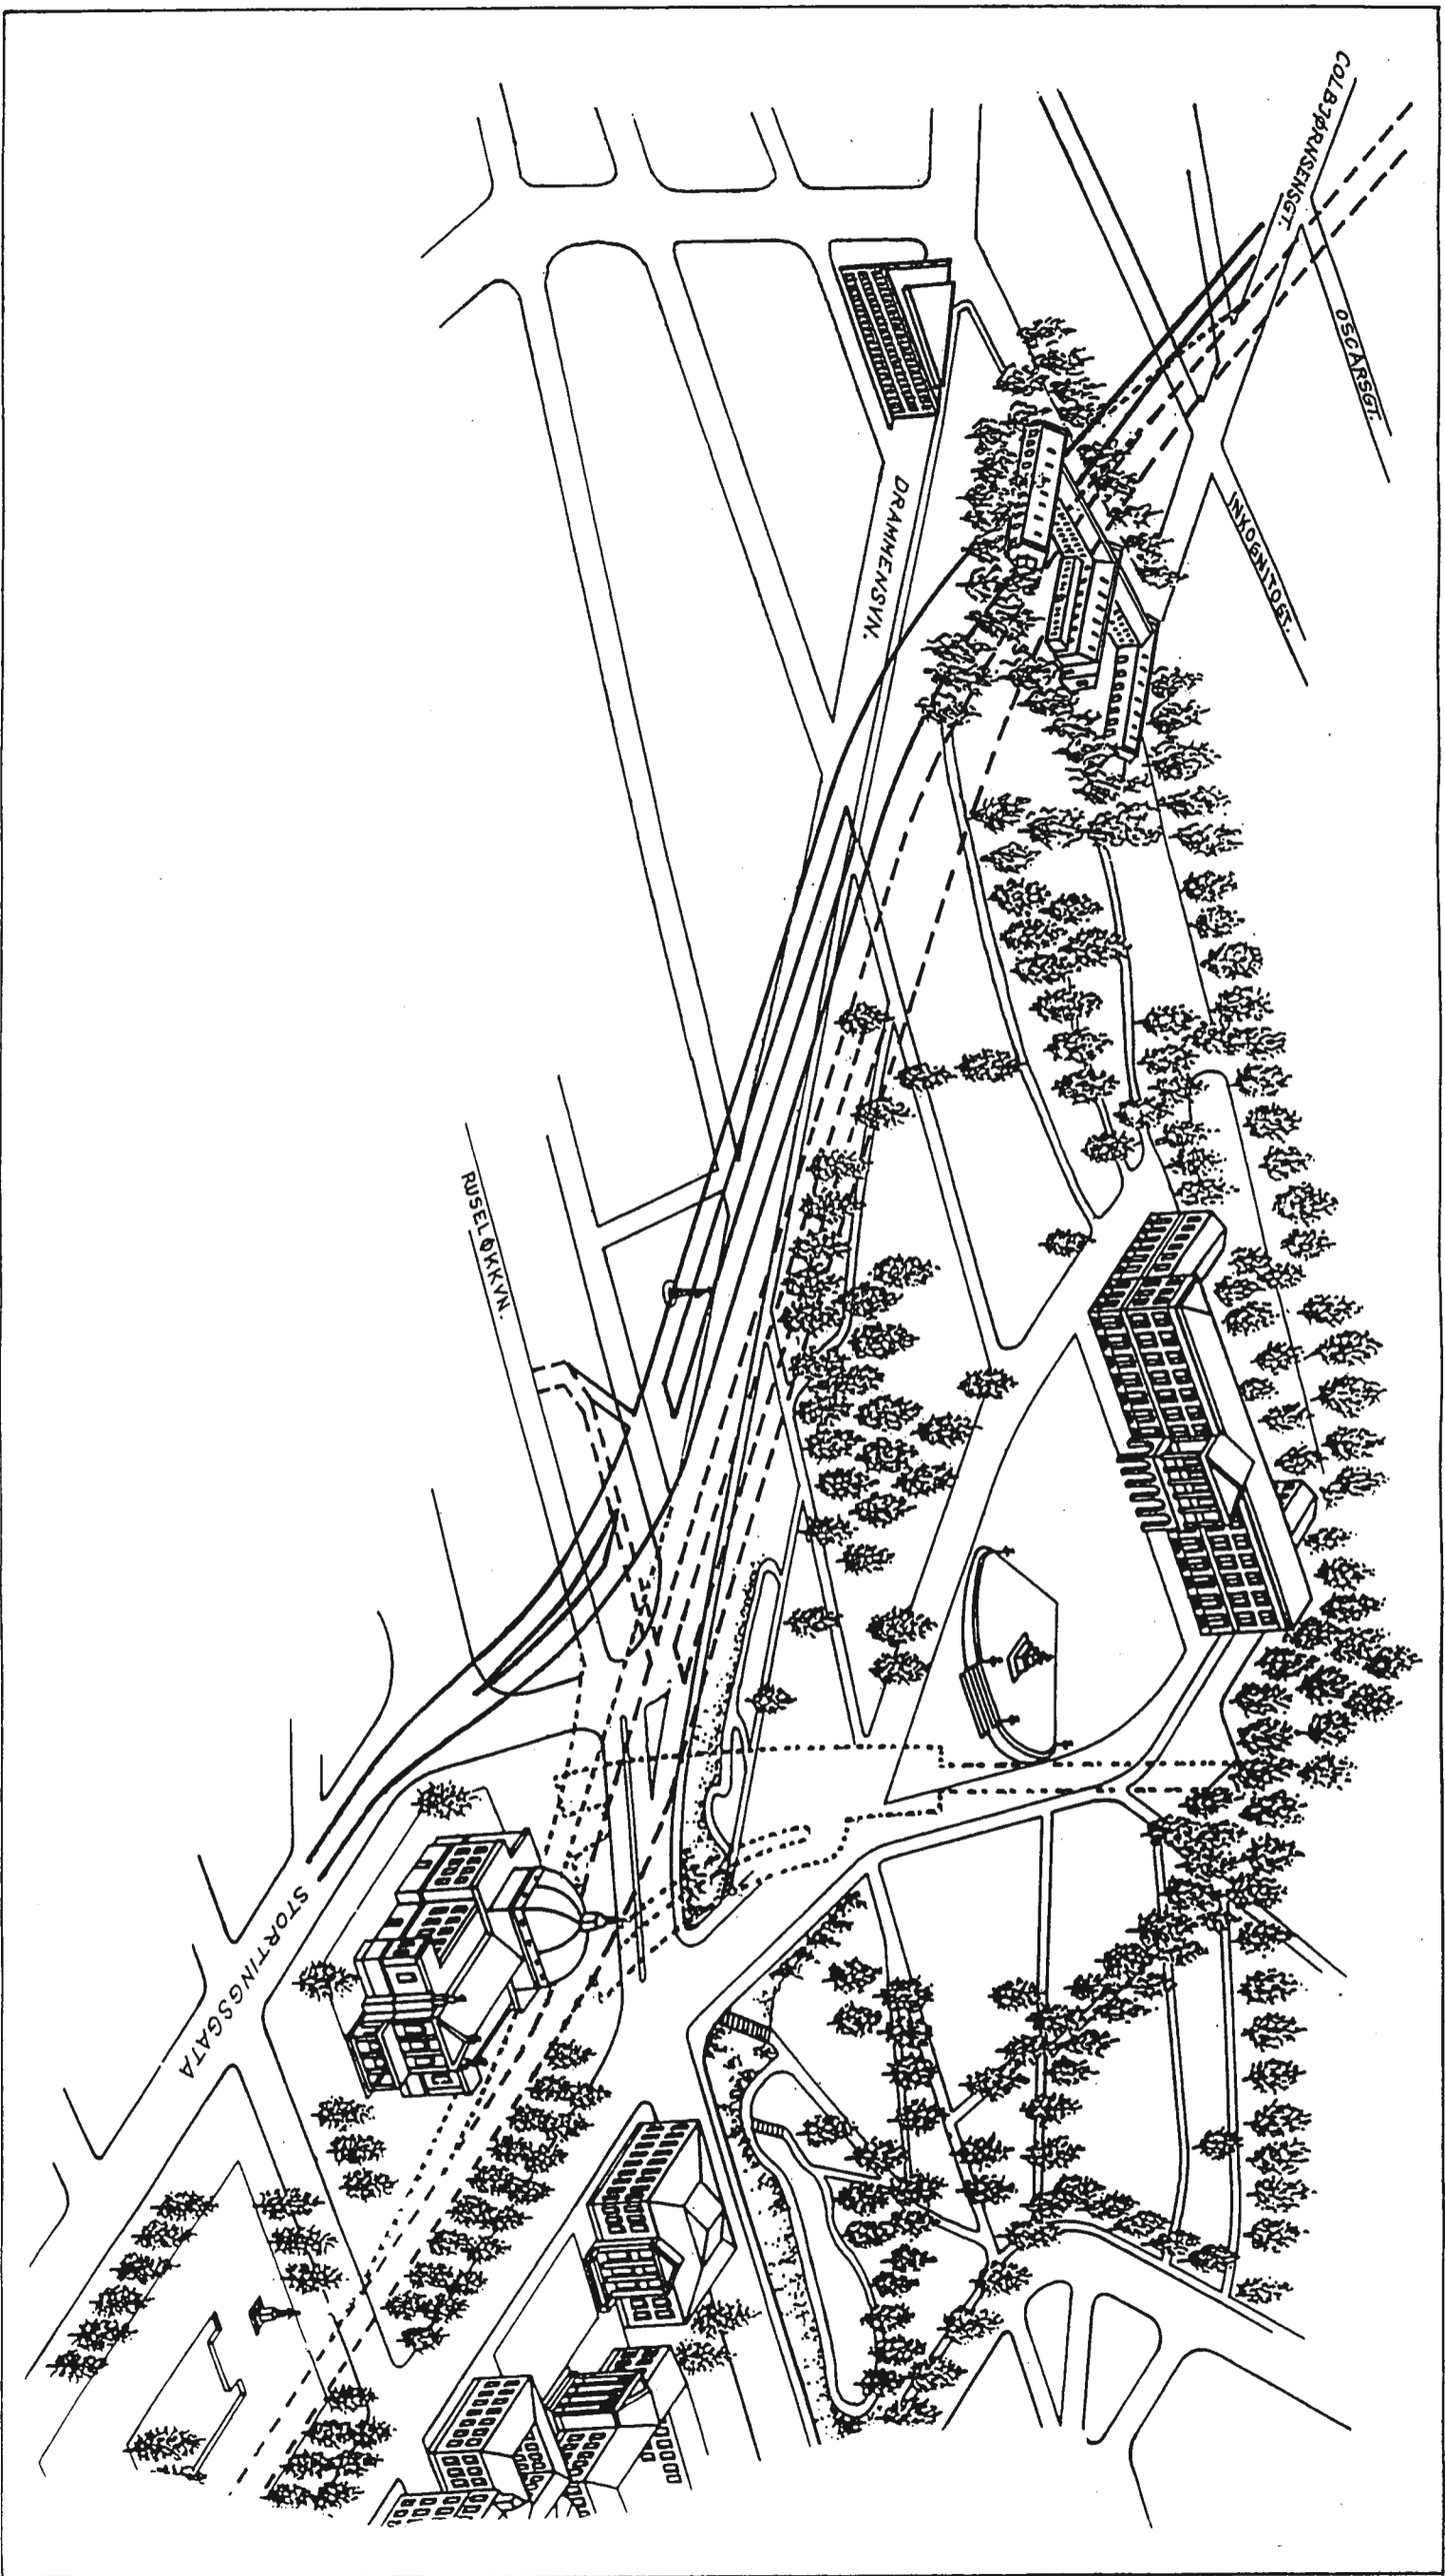 COLBJØRNSENSGT.
OSCARSGT.
INKOGNITOGT.
DRAMMENSVN.
RUSELØKKVN.
STORTINGSGATA